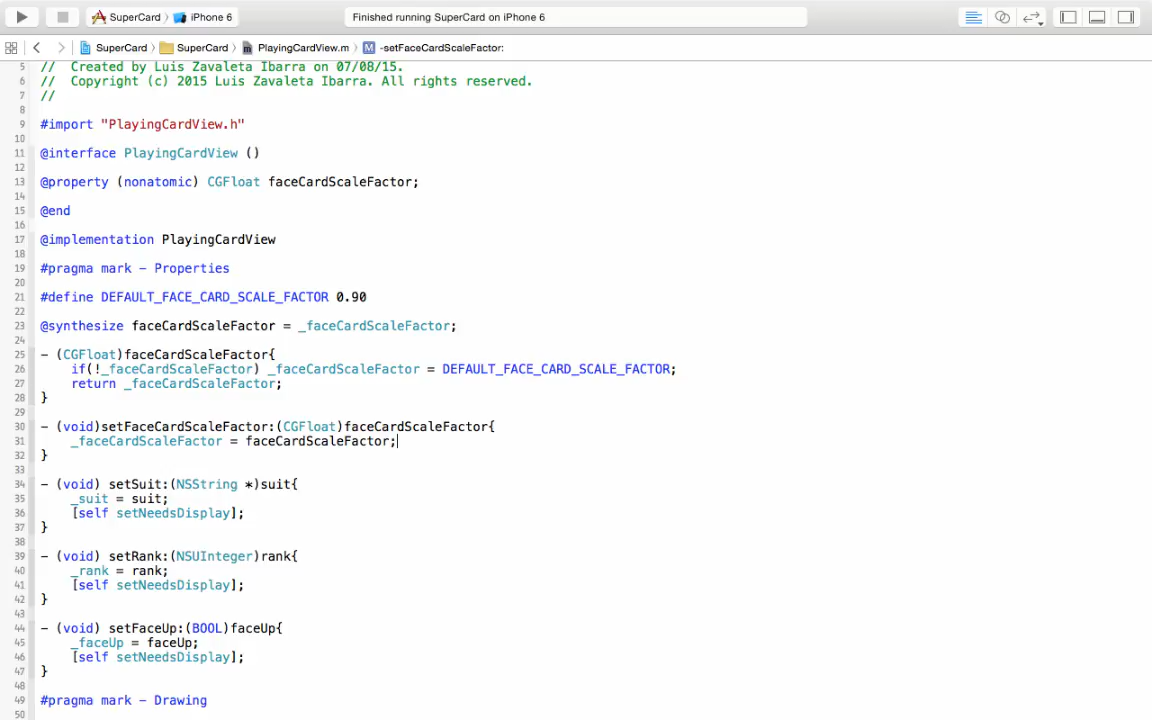 SuperCard 〉 iPhone 6
Finished running SuperCard on iPhone 6
SuperCard 〉 SuperCard 〉 PlayingCardView.m 〉 M -setFaceCardScaleFactor:
5 //  Created by Luis Zavaleta Ibarra on 07/08/15.
6 //  Copyright (c) 2015 Luis Zavaleta Ibarra. All rights reserved.
7 //
8
9 #import "PlayingCardView.h"
10
11 @interface PlayingCardView ()
12
13 @property (nonatomic) CGFloat faceCardScaleFactor;
14
15 @end
16
17 @implementation PlayingCardView
18
19 #pragma mark - Properties
20
21 #define DEFAULT_FACE_CARD_SCALE_FACTOR 0.90
22
23 @synthesize faceCardScaleFactor = _faceCardScaleFactor;
24
25 - (CGFloat)faceCardScaleFactor{
26     if(!_faceCardScaleFactor) _faceCardScaleFactor = DEFAULT_FACE_CARD_SCALE_FACTOR;
27     return _faceCardScaleFactor;
28 }
29
30 - (void)setFaceCardScaleFactor:(CGFloat)faceCardScaleFactor{
31     _faceCardScaleFactor = faceCardScaleFactor;
32 }
33
34 - (void) setSuit:(NSString *)suit{
35     _suit = suit;
36     [self setNeedsDisplay];
37 }
38
39 - (void) setRank:(NSUInteger)rank{
40     _rank = rank;
41     [self setNeedsDisplay];
42 }
43
44 - (void) setFaceUp:(BOOL)faceUp{
45     _faceUp = faceUp;
46     [self setNeedsDisplay];
47 }
48
49 #pragma mark - Drawing
50